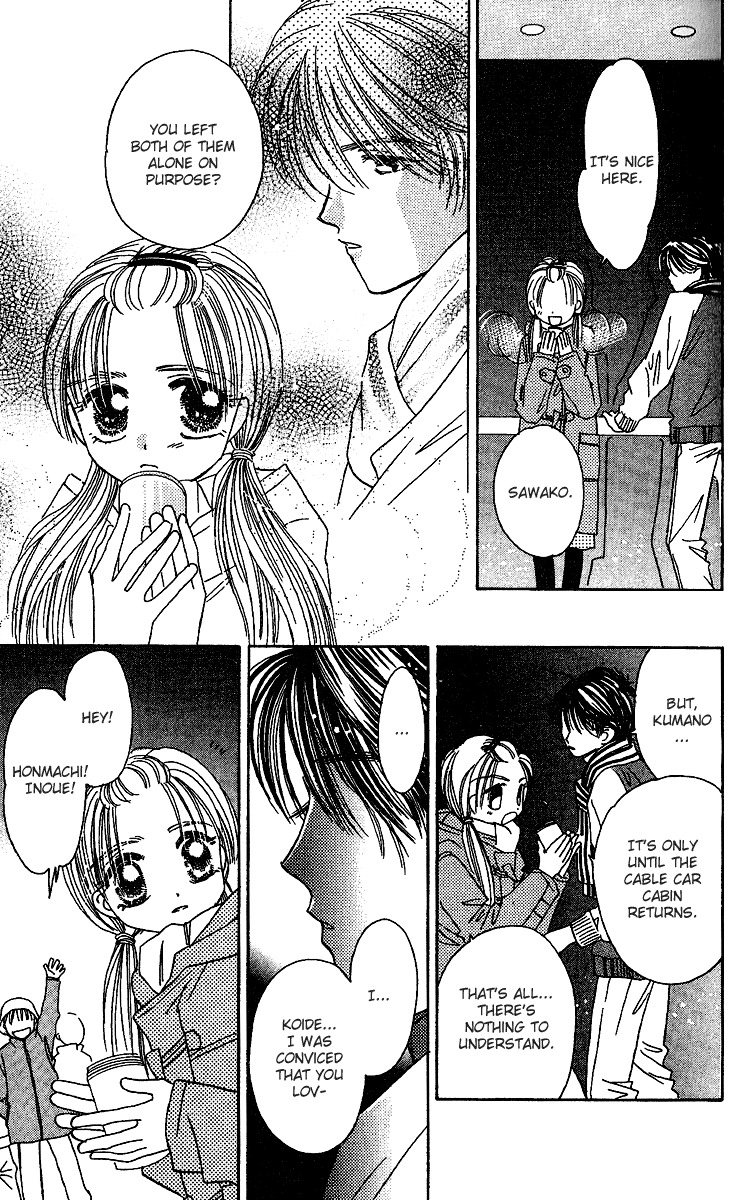 IT'S NICE
HERE.
SAWAKO.
YOU LEFT
BOTH OF THEM
ALONE ON
PURPOSE?
BUT,
KUMANO
...
IT'S ONLY
UNTIL THE
CABLE CAR
CABIN
RETURNS.
THAT'S ALL...
THERE'S
NOTHING TO
UNDERSTAND.
...
I...
KOIDE...
I WAS
CONVICED
THAT YOU
LOV-
HEY!
HONMACHI!
INOUE!